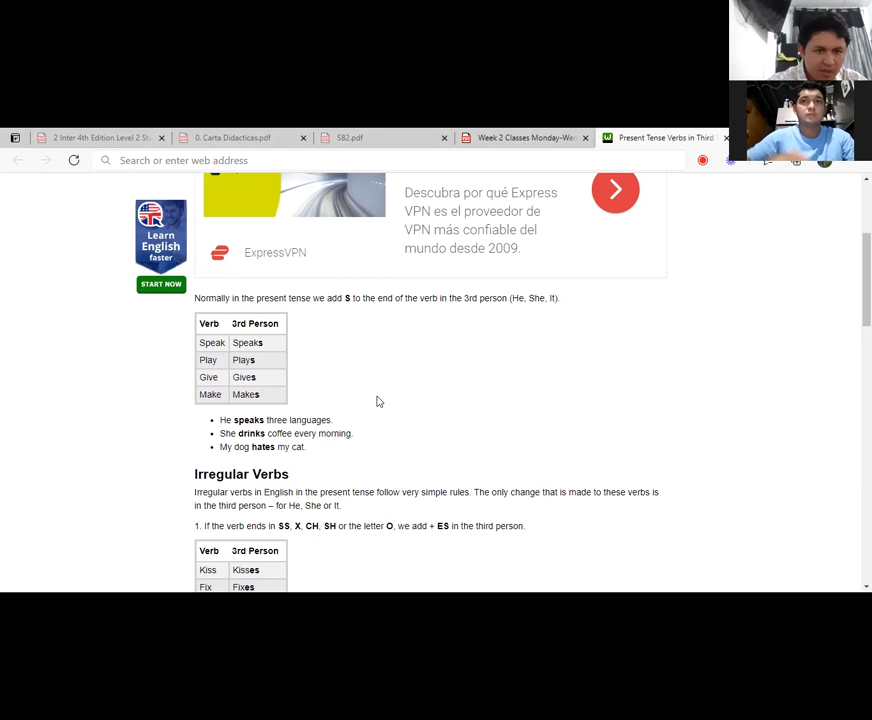 2 Inter 4th Edition Level 2 St
0. Carta Didacticas.pdf
SB2.pdf
Week 2 Classes Monday-We
Present Tense Verbs in Third
Search or enter web address
Learn
English
faster
START NOW
Descubra por qué Express
VPN es el proveedor de
VPN más confiable del
mundo desde 2009.
ExpressVPN
Normally in the present tense we add S to the end of the verb in the 3rd person (He, She, It).
Verb 3rd Person
Speak Speaks
Play Plays
Give Gives
Make Makes
He speaks three languages.
She drinks coffee every morning.
My dog hates my cat.
Irregular Verbs
Irregular verbs in English in the present tense follow very simple rules. The only change that is made to these verbs is
in the third person – for He, She or It.
1. If the verb ends in SS, X, CH, SH or the letter O, we add + ES in the third person.
Verb 3rd Person
Kiss Kisses
Fix Fixes